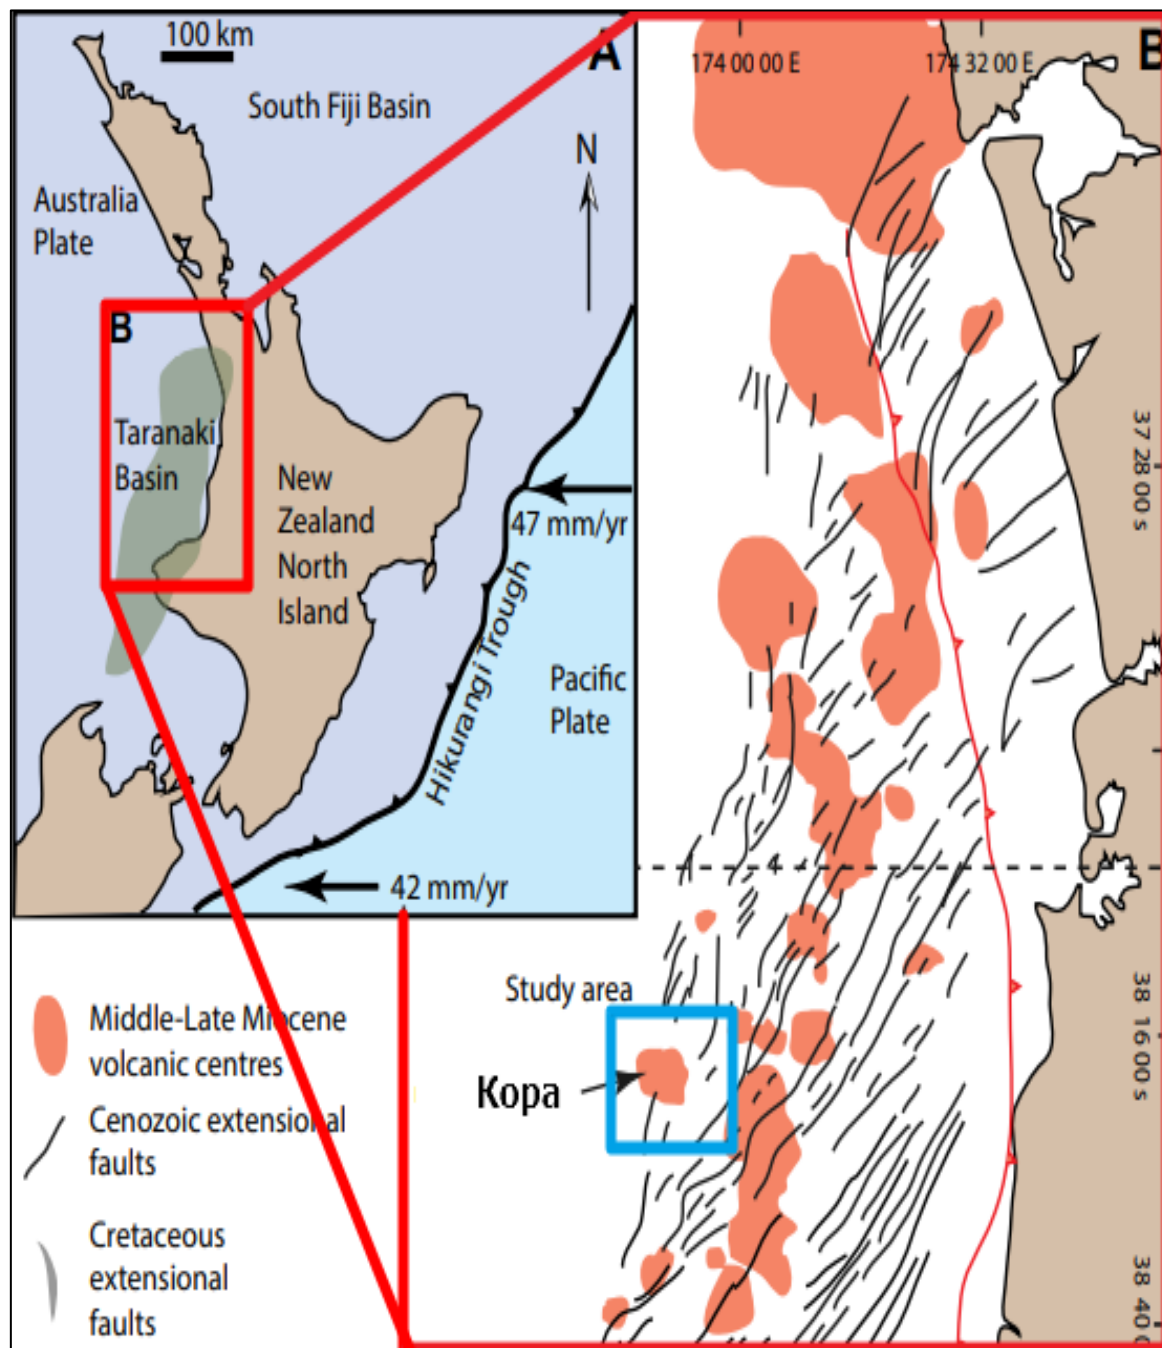 100 km
A
South Fiji Basin
N
Australia
Plate
B
Taranaki
Basin
New
Zealand
North
Island
47 mm/yr
Hikurangi Trough
Pacific
Plate
42 mm/yr
174 00 00 E
174 32 00 E
B
37 28 00 s
38 16 00 s
38 40
Study area
Kopa
Middle-Late Miocene
volcanic centres
Cenozoic extensional
faults
Cretaceous
extensional
faults